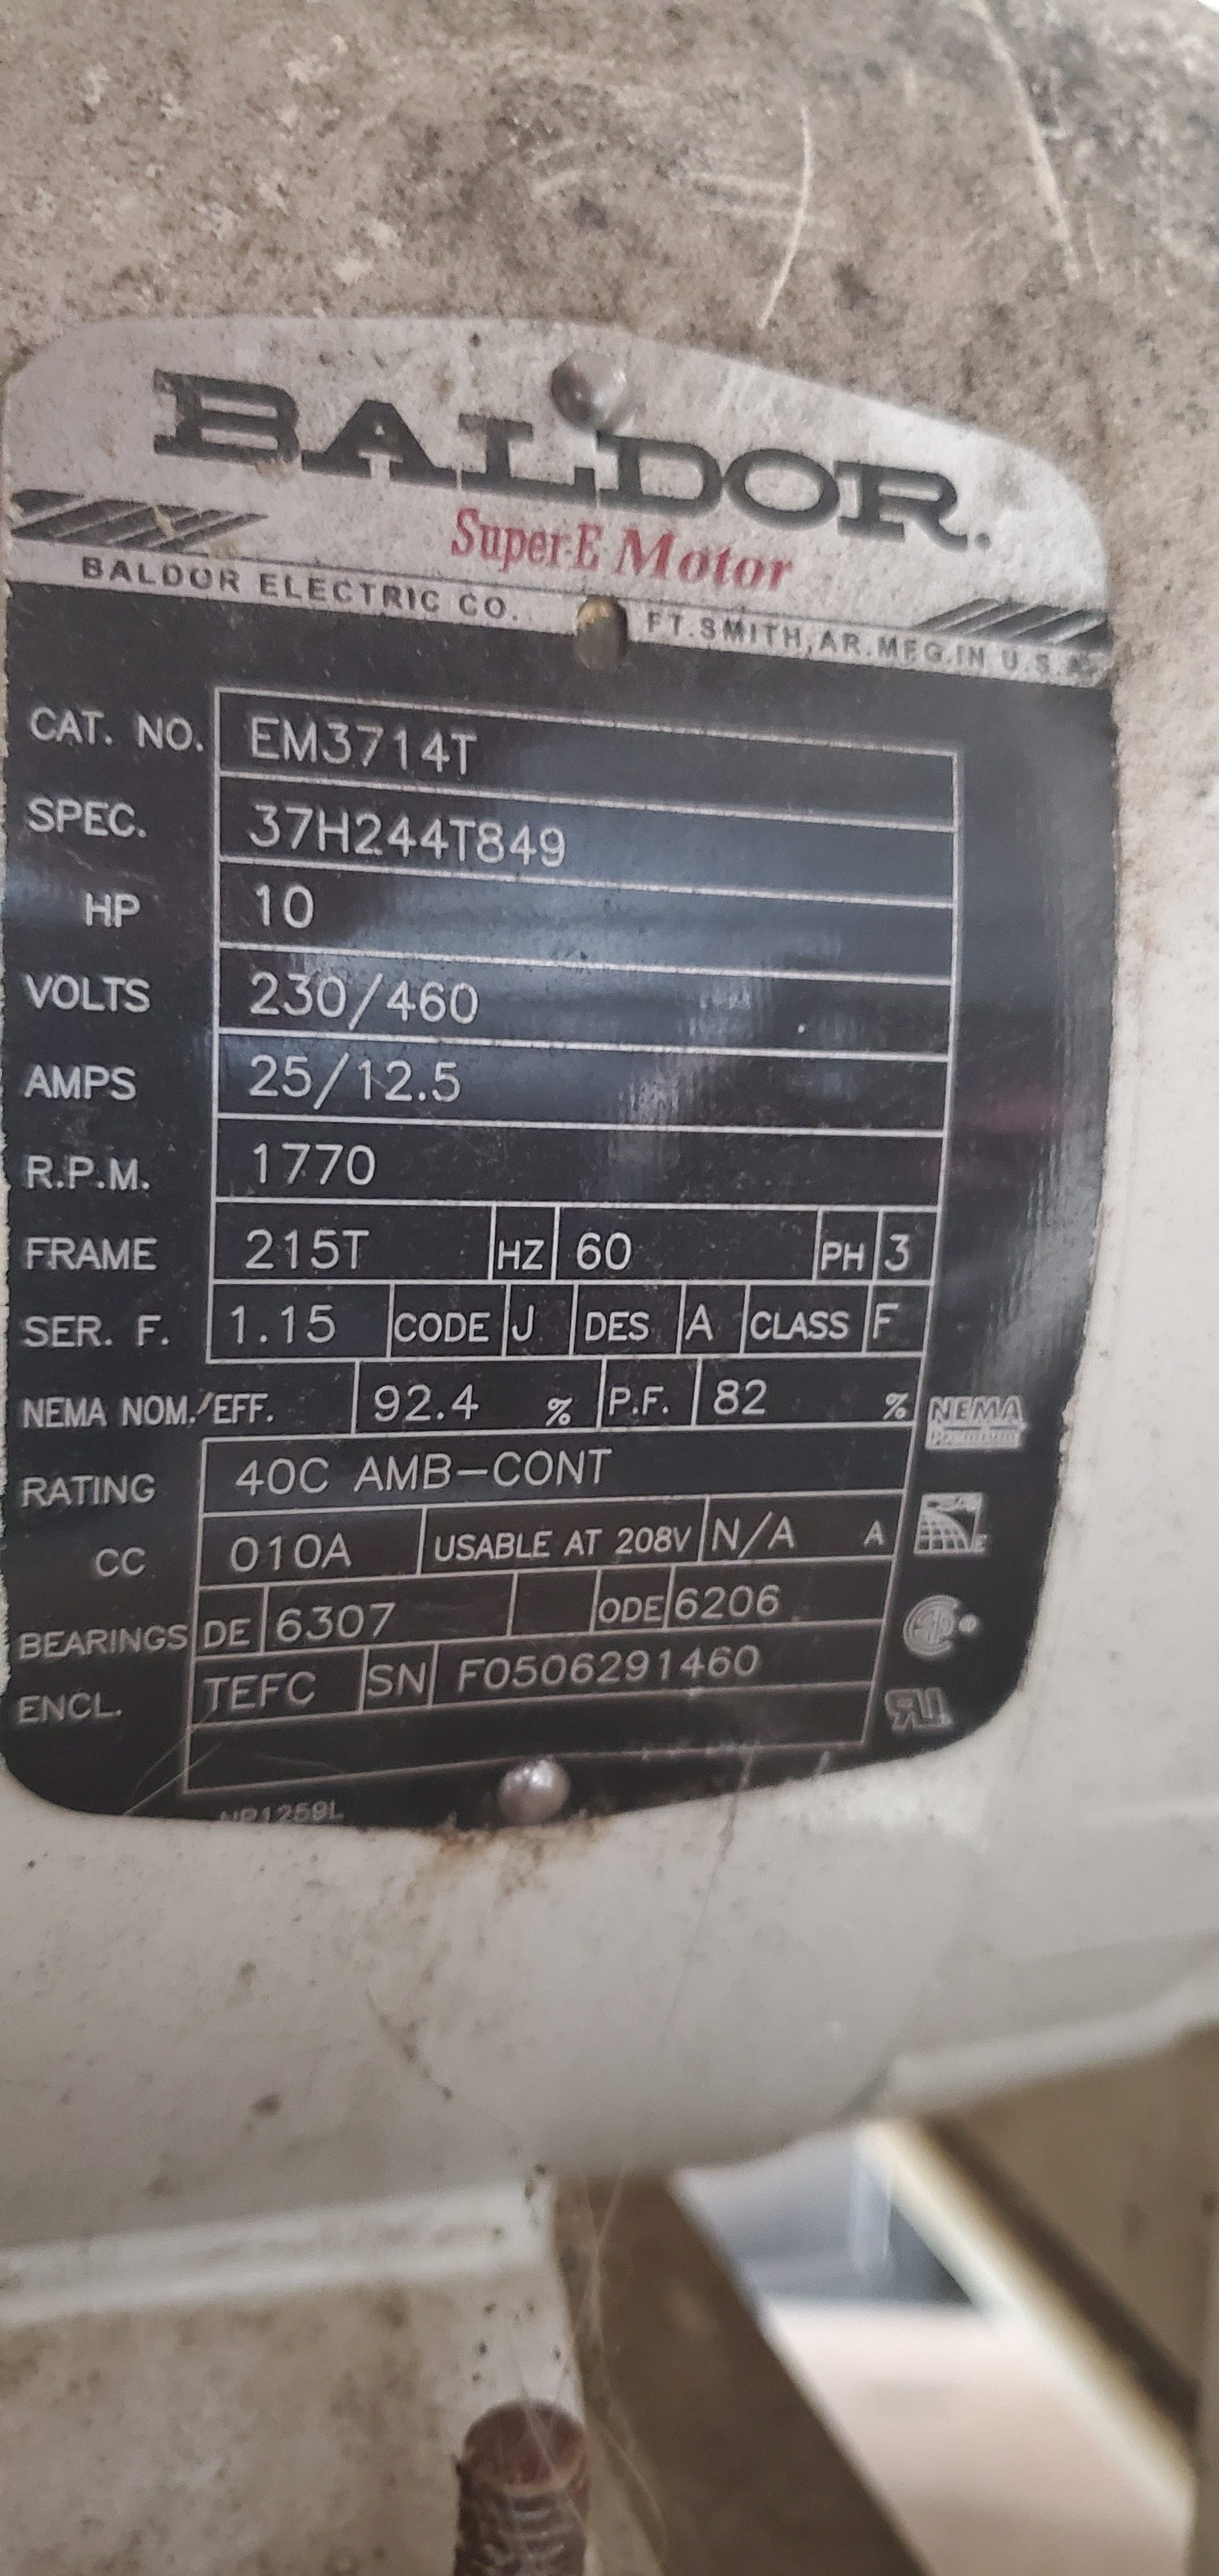 BALDOR.
Super-E Motor
BALDOR ELECTRIC CO. FT.SMITH,AR.MFG.IN U.S.A.
CAT. NO. EM3714T
SPEC. 37H244T849
HP 10
VOLTS 230/460
AMPS 25/12.5
R.P.M. 1770
FRAME 215T HZ 60 PH 3
SER. F. 1.15 CODE J DES A CLASS F
NEMA NOM./EFF. 92.4 % P.F. 82 %
NEMA
Premium
RATING 40C AMB-CONT
CC 010A USABLE AT 208V N/A A
BEARINGS DE 6307 ODE 6206
ENCL. TEFC SN F0506291460
NP1259L